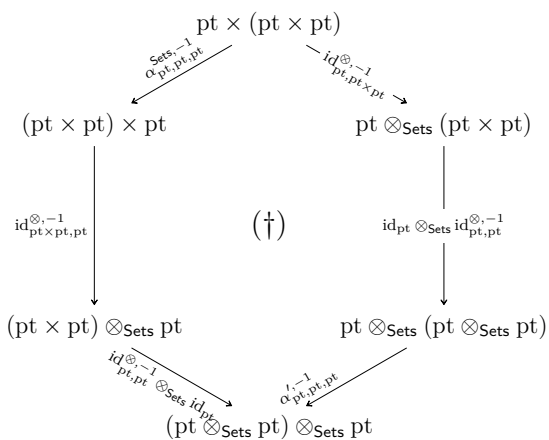 pt × (pt × pt)
α^{Sets,−1}_{pt,pt,pt}
id^{⊗,−1}_{pt,pt×pt}
(pt × pt) × pt
pt ⊗_{Sets} (pt × pt)
id^{⊗,−1}_{pt×pt,pt}
(†)
id_{pt} ⊗_{Sets} id^{⊗,−1}_{pt,pt}
(pt × pt) ⊗_{Sets} pt
pt ⊗_{Sets} (pt ⊗_{Sets} pt)
id^{⊗,−1}_{pt,pt} ⊗_{Sets} id_{pt}
α^{′,−1}_{pt,pt,pt}
(pt ⊗_{Sets} pt) ⊗_{Sets} pt